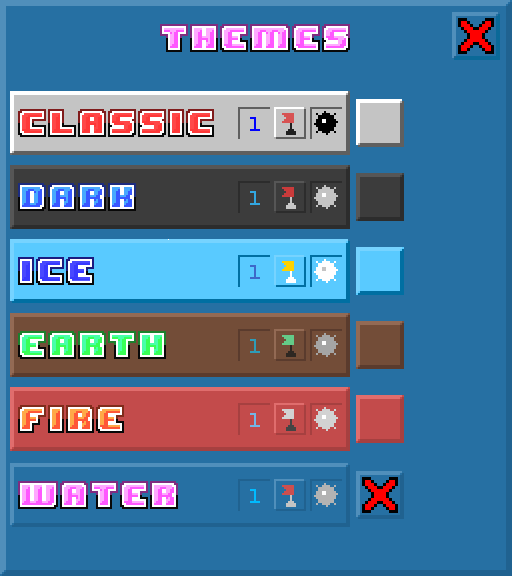 THEMES
CLASSIC 1
DARK 1
ICE 1
EARTH 1
FIRE 1
WATER 1